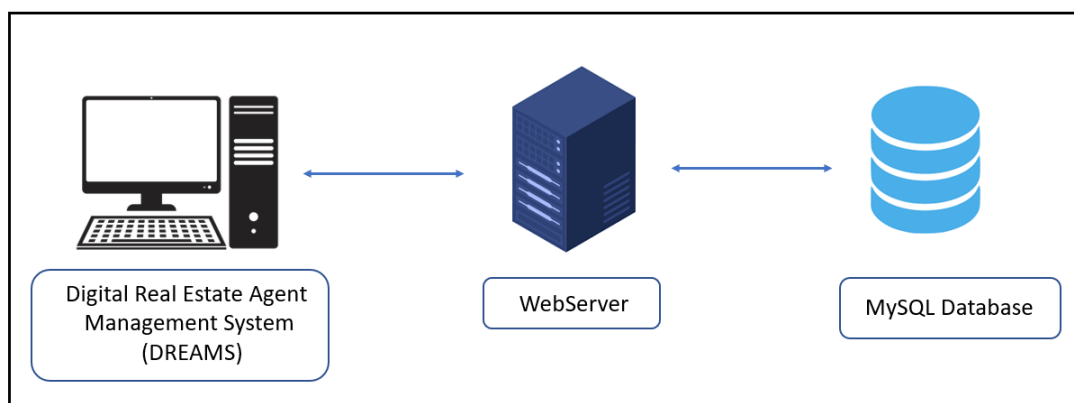 Digital Real Estate Agent
Management System
(DREAMS)
WebServer
MySQL Database